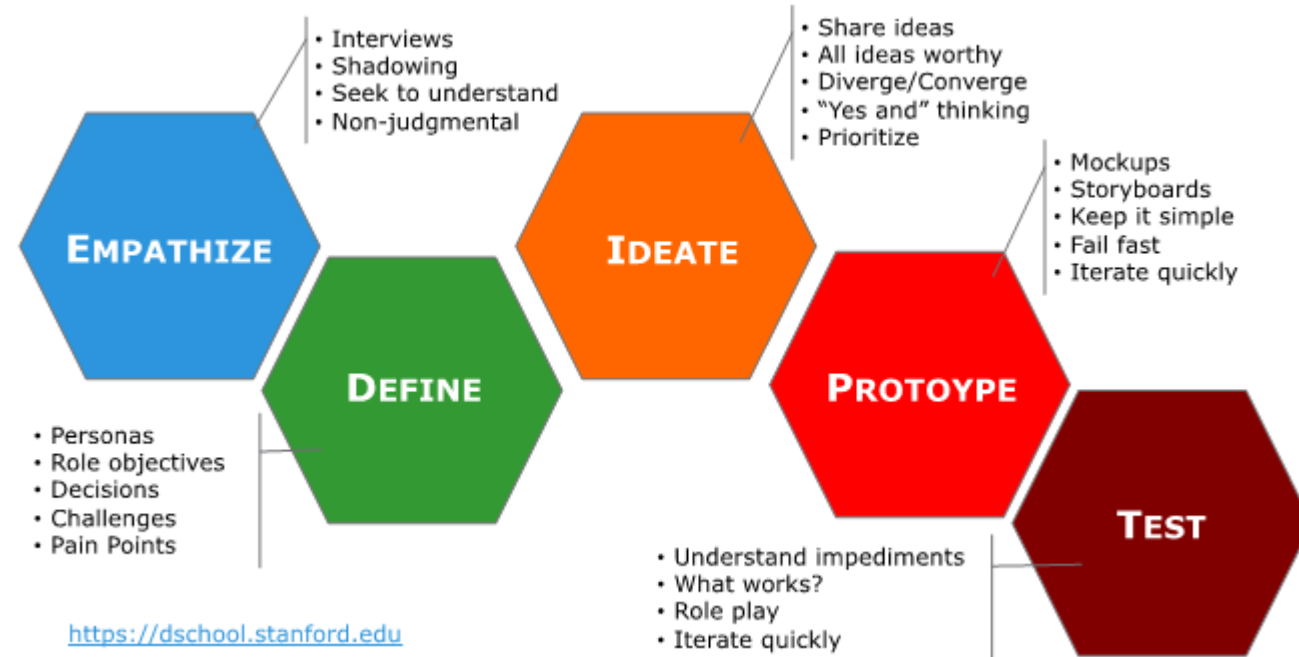 • Interviews
• Shadowing
• Seek to understand
• Non-judgmental
EMPATHIZE
• Personas
• Role objectives
• Decisions
• Challenges
• Pain Points
DEFINE
• Share ideas
• All ideas worthy
• Diverge/Converge
• “Yes and” thinking
• Prioritize
IDEATE
• Mockups
• Storyboards
• Keep it simple
• Fail fast
• Iterate quickly
PROTOYPE
• Understand impediments
• What works?
• Role play
• Iterate quickly
TEST
https://dschool.stanford.edu